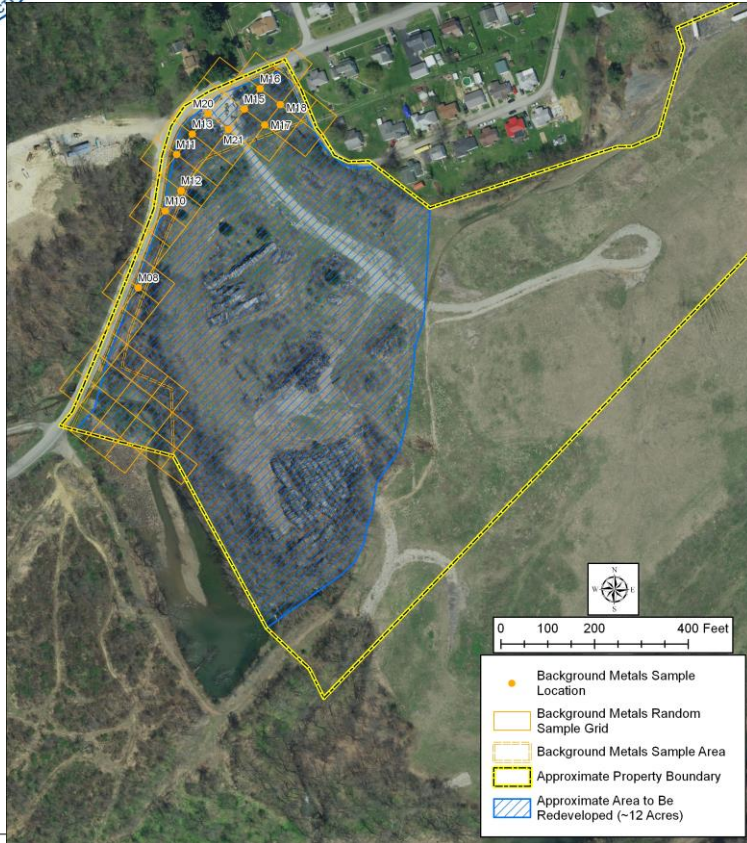 M16
M20
M15
M18
M13
M17
M21
M11
M12
M10
M08
N
W E
S
0 100 200 400 Feet
Background Metals Sample
Location
Background Metals Random
Sample Grid
Background Metals Sample Area
Approximate Property Boundary
Approximate Area to Be
Redeveloped (~12 Acres)